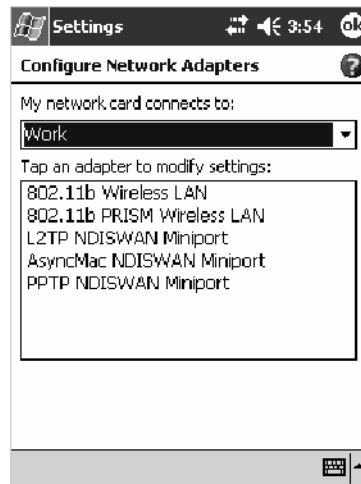 Settings 3:54 ok
Configure Network Adapters ?
My network card connects to:
Work
Tap an adapter to modify settings:
802.11b Wireless LAN
802.11b PRISM Wireless LAN
L2TP NDISWAN Miniport
AsyncMac NDISWAN Miniport
PPTP NDISWAN Miniport